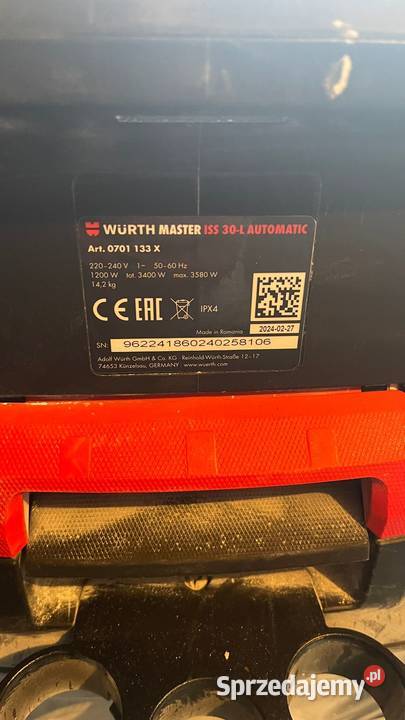 WÜRTH MASTER ISS 30-L AUTOMATIC
Art. 0701 133 X
220-240 V 1~ 50-60 Hz
1200 W tot. 3400 W max. 3580 W
14,2 kg
CE EAC IPX4
Made in Romania
2024-02-27
SN: 962241860240258106
Adolf Würth GmbH & Co. KG · Reinhold-Würth-Straße 12-17
74653 Künzelsau, GERMANY · www.wuerth.com
Sprzedajemy.pl